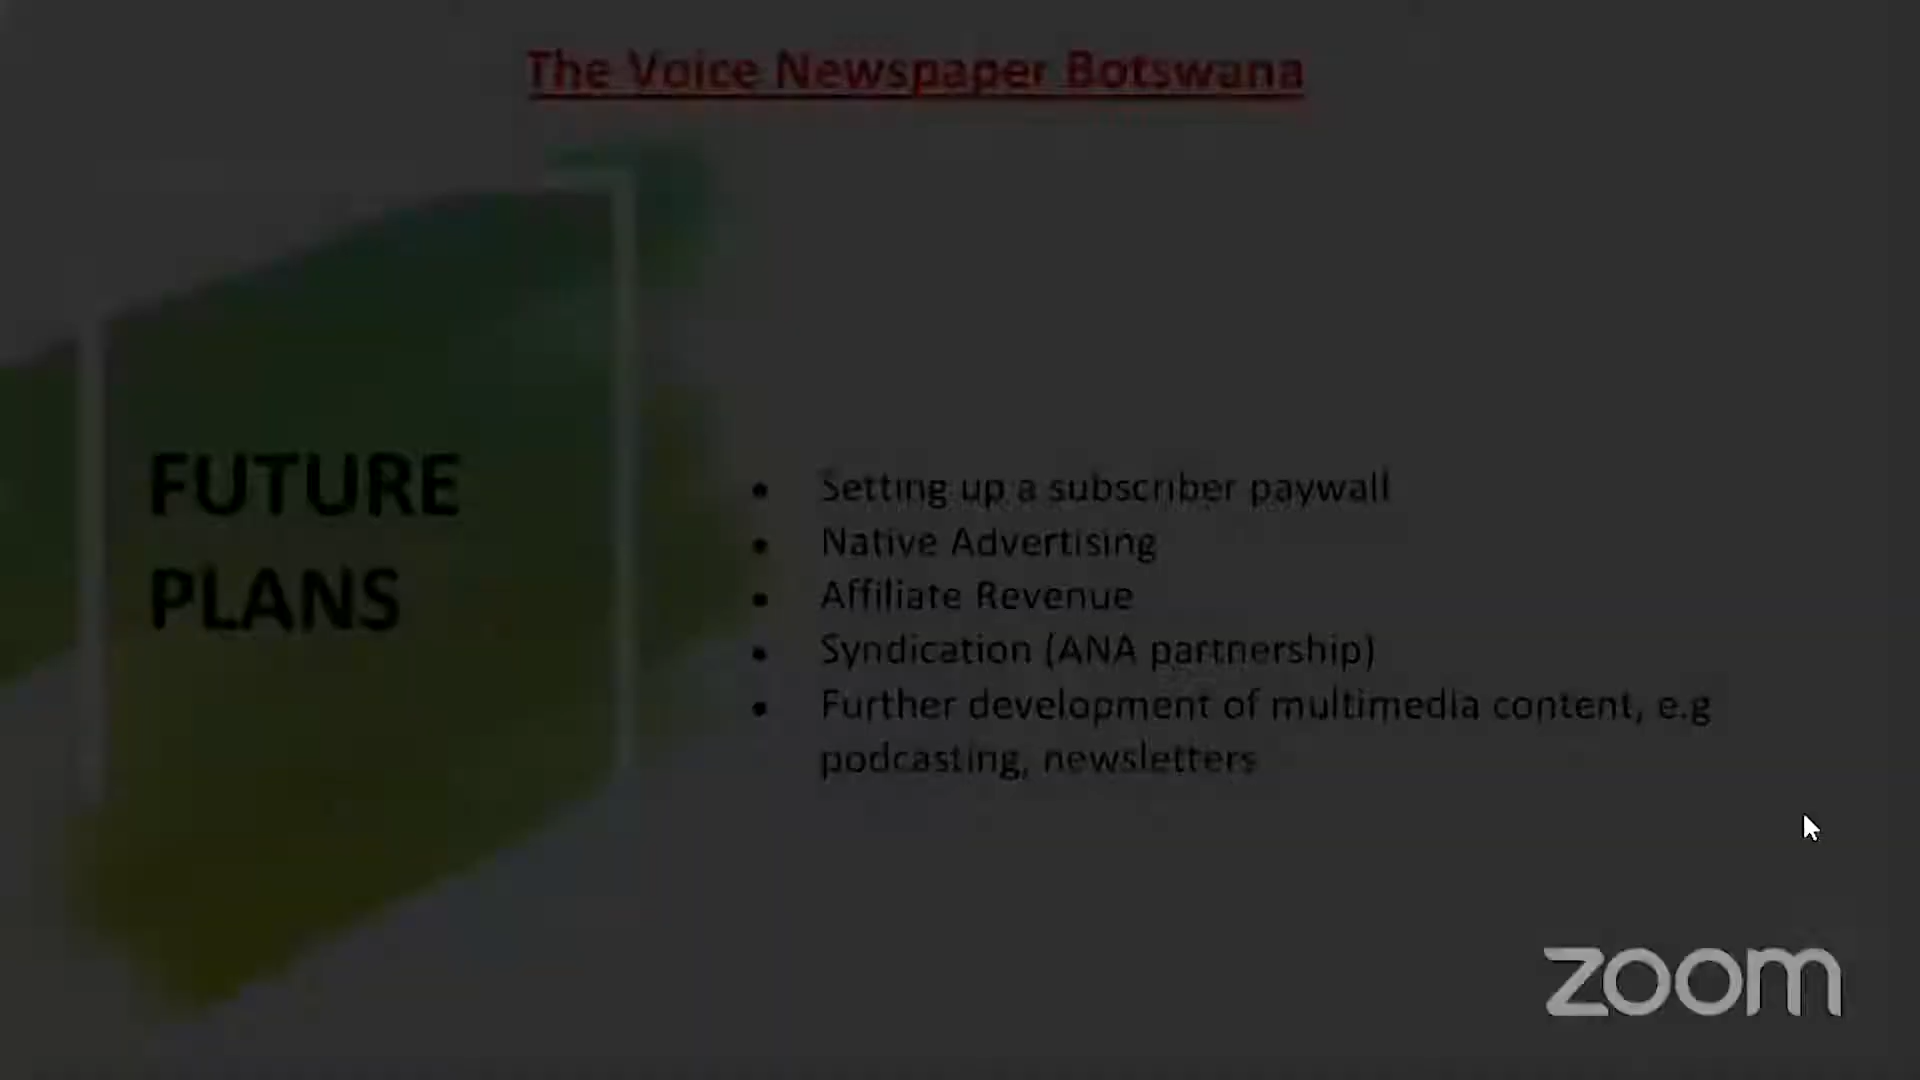 The Voice Newspaper Botswana
FUTURE
PLANS
• Setting up a subscriber paywall
• Native Advertising
• Affiliate Revenue
• Syndication (ANA partnership)
• Further development of multimedia content, e.g
podcasting, newsletters
zoom